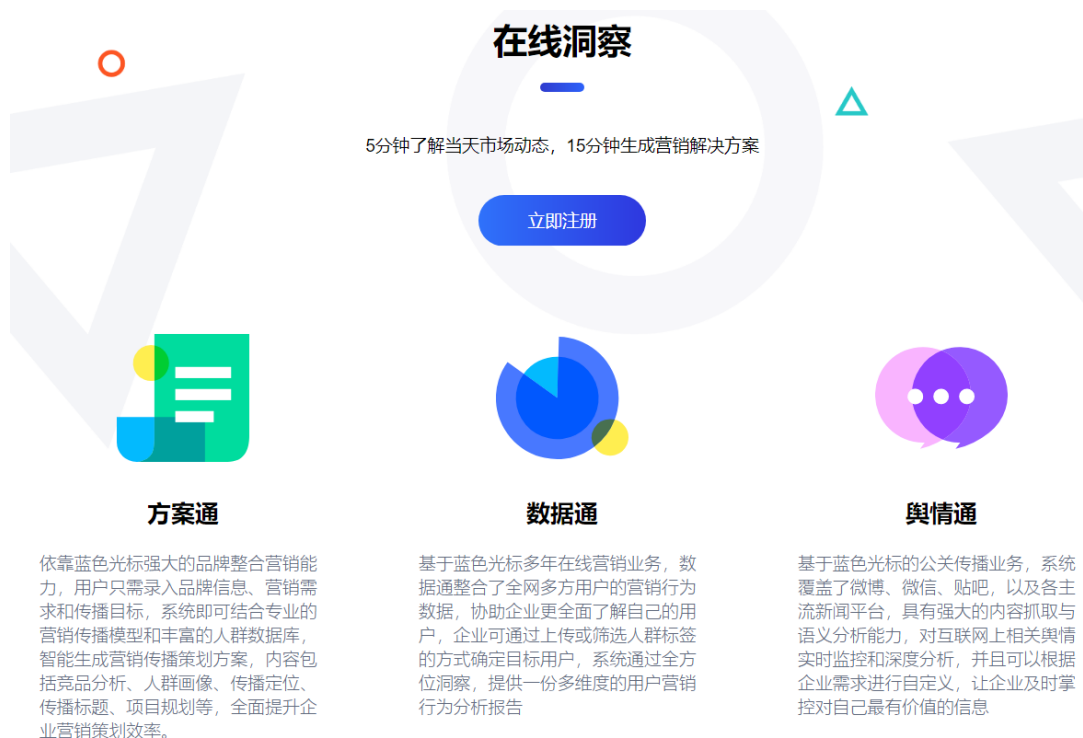 在线洞察
5分钟了解当天市场动态，15分钟生成营销解决方案
立即注册
方案通
依靠蓝色光标强大的品牌整合营销能
力，用户只需录入品牌信息、营销需
求和传播目标，系统即可结合专业的
营销传播模型和丰富的人群数据库，
智能生成营销传播策划方案，内容包
括竞品分析、人群画像、传播定位、
传播标题、项目规划等，全面提升企
业营销策划效率。
数据通
基于蓝色光标多年在线营销业务，数
据通整合了全网多方用户的营销行为
数据，协助企业更全面了解自己的用
户，企业可通过上传或筛选人群标签
的方式确定目标用户，系统通过全方
位洞察，提供一份多维度的用户营销
行为分析报告
舆情通
基于蓝色光标的公关传播业务，系统
覆盖了微博、微信、贴吧，以及各主
流新闻平台，具有强大的内容抓取与
语义分析能力，对互联网上相关舆情
实时监控和深度分析，并且可以根据
企业需求进行自定义，让企业及时掌
控对自己最有价值的信息